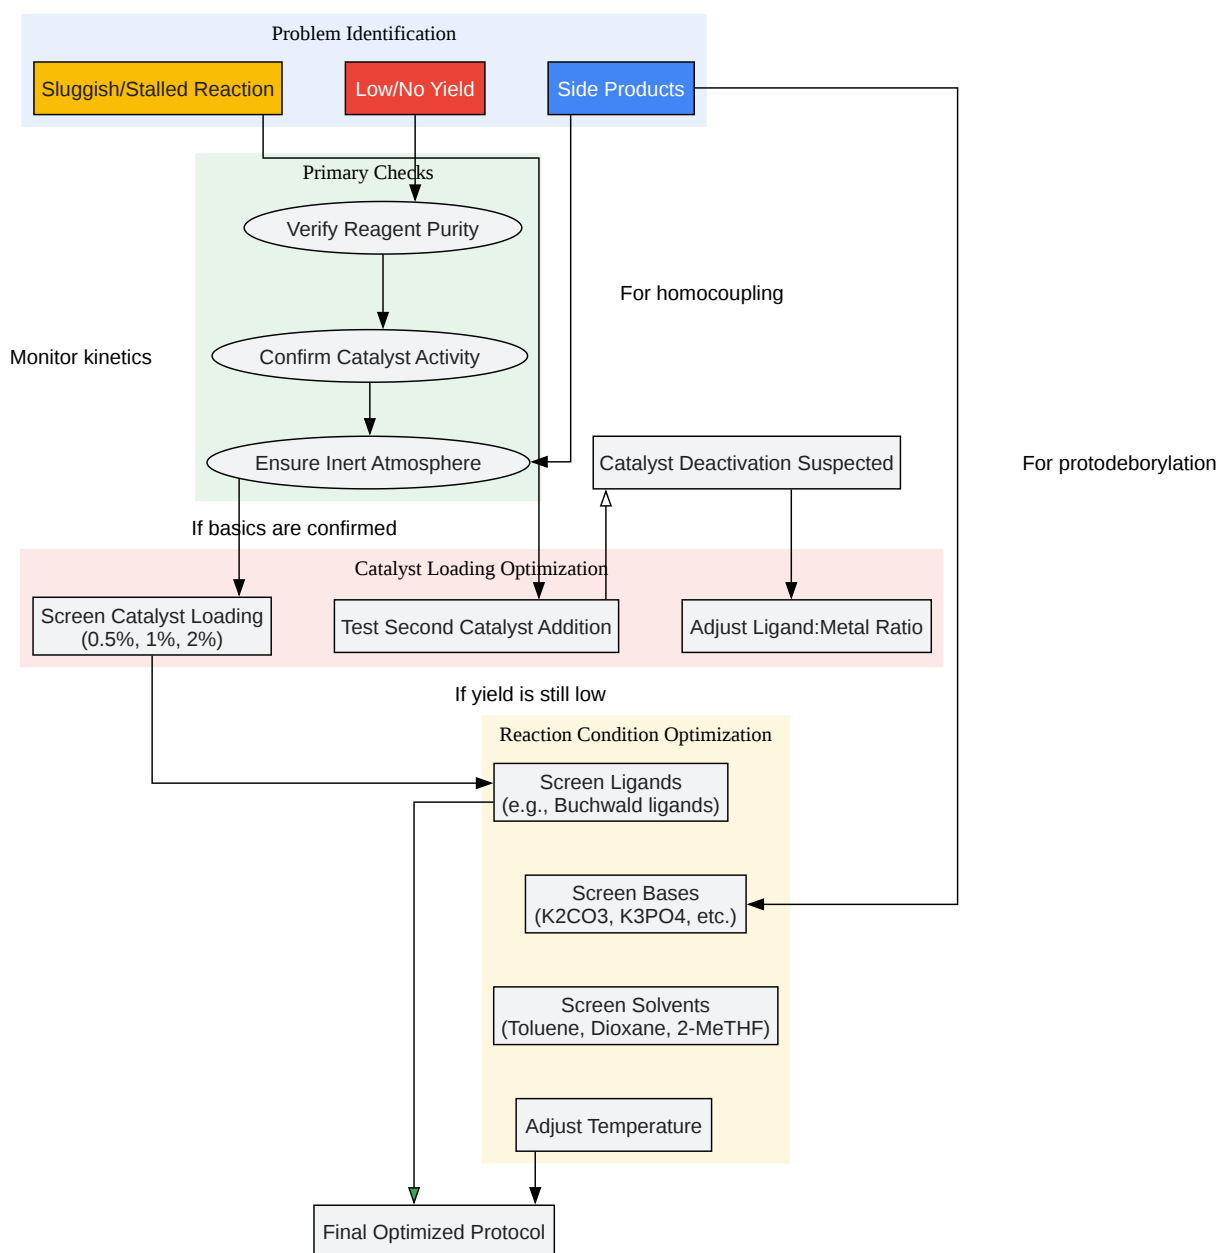 Problem Identification
Sluggish/Stalled Reaction
Low/No Yield
Side Products
Primary Checks
Verify Reagent Purity
For homocoupling
Monitor kinetics
Confirm Catalyst Activity
Ensure Inert Atmosphere
Catalyst Deactivation Suspected
For protodeborylation
If basics are confirmed
Catalyst Loading Optimization
Screen Catalyst Loading
(0.5%, 1%, 2%)
Test Second Catalyst Addition
Adjust Ligand:Metal Ratio
If yield is still low
Reaction Condition Optimization
Screen Ligands
(e.g., Buchwald ligands)
Screen Bases
(K2CO3, K3PO4, etc.)
Screen Solvents
(Toluene, Dioxane, 2-MeTHF)
Adjust Temperature
Final Optimized Protocol